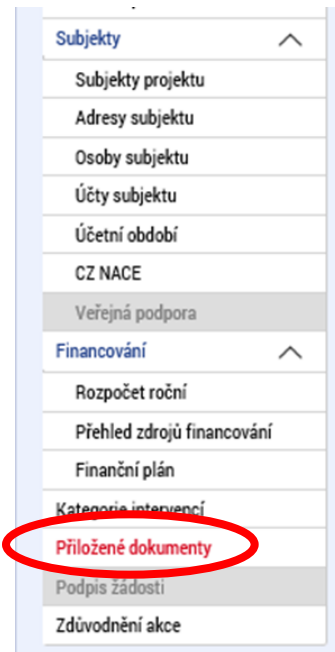 Subjekty
Subjekty projektu
Adresy subjektu
Osoby subjektu
Účty subjektu
Účetní období
CZ NACE
Veřejná podpora
Financování
Rozpočet roční
Přehled zdrojů financování
Finanční plán
Kategorie intervencí
Přiložené dokumenty
Podpis žádosti
Zdůvodnění akce